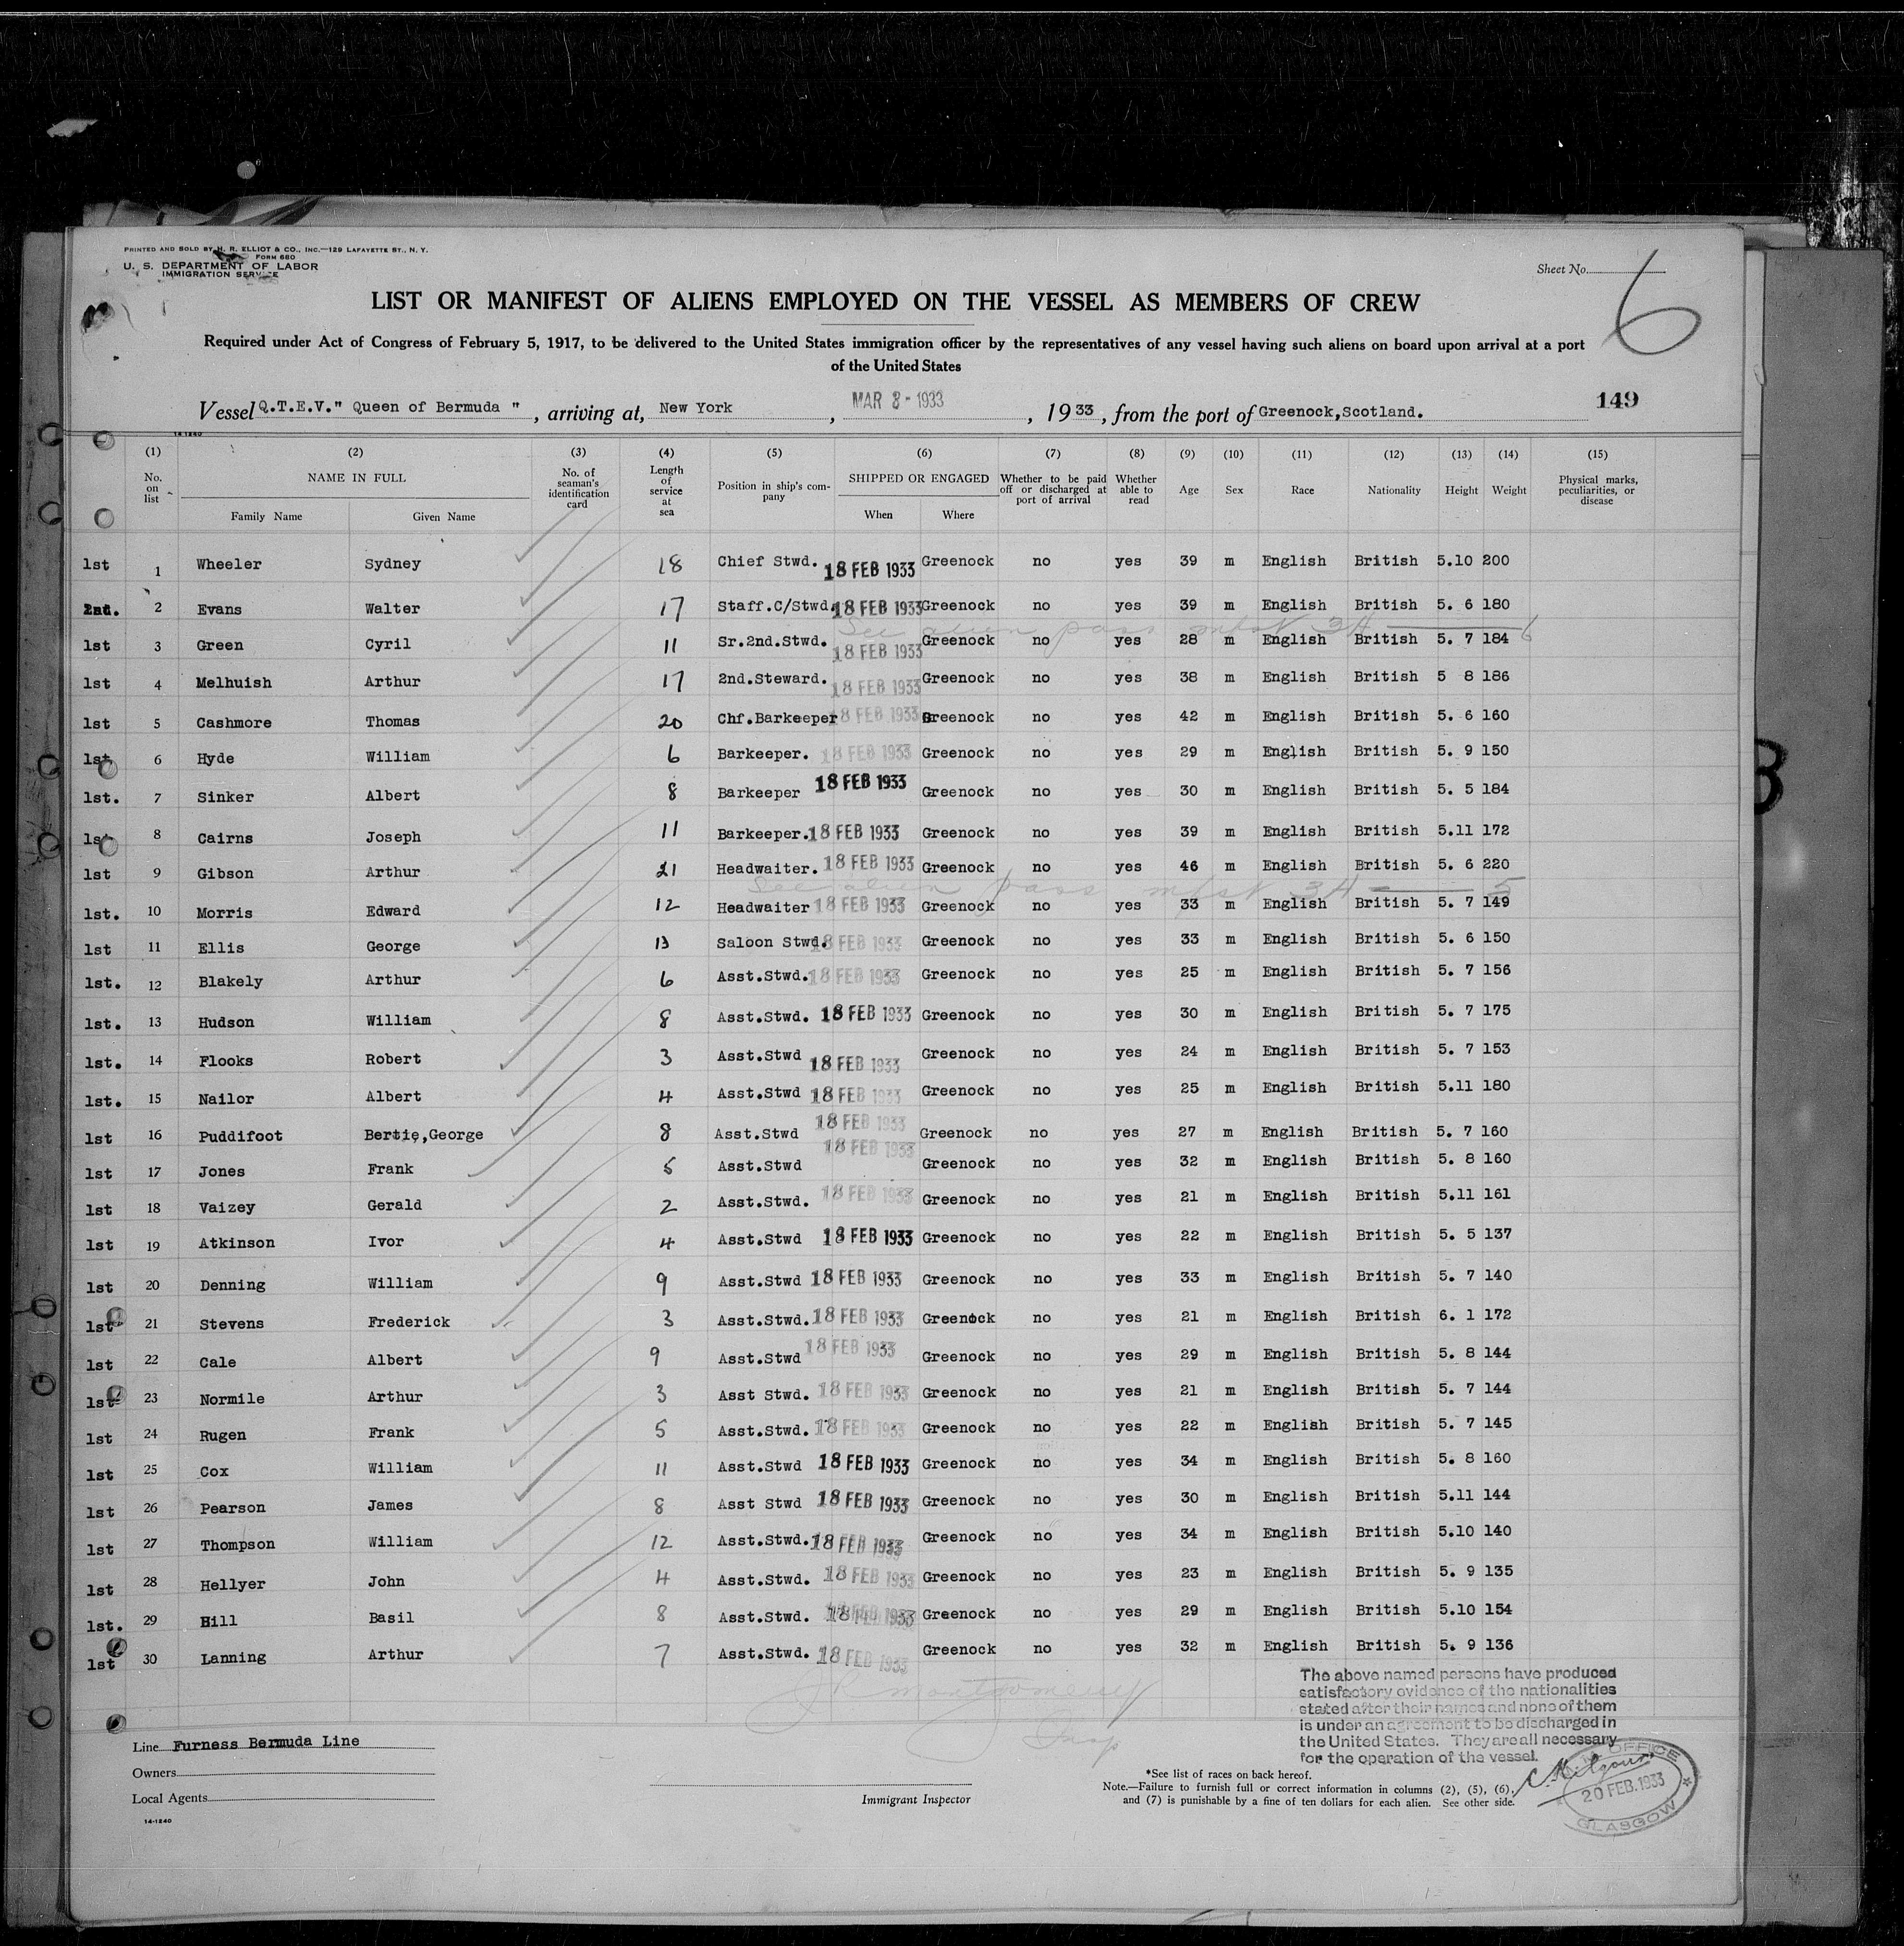 PRINTED AND SOLD BY H. R. ELLIOT & CO., INC.—129 LAFAYETTE ST., N. Y.
FORM 680
U. S. DEPARTMENT OF LABOR
IMMIGRATION SERVICE
Sheet No. 6
LIST OR MANIFEST OF ALIENS EMPLOYED ON THE VESSEL AS MEMBERS OF CREW
Required under Act of Congress of February 5, 1917, to be delivered to the United States immigration officer by the representatives of any vessel having such aliens on board upon arrival at a port
of the United States
149
Vessel Q.T.E.V." Queen of Bermuda ", arriving at, New York, MAR 8 - 1933, 1933, from the port of Greenock,Scotland.
14-1240
(1) (2) (3) (4) (5) (6) (7) (8) (9) (10) (11) (12) (13) (14) (15)
No. on list NAME IN FULL Family Name Given Name No. of seaman's identification card Length of service at sea Position in ship's company SHIPPED OR ENGAGED When Where Whether to be paid off or discharged at port of arrival Whether able to read Age Sex Race Nationality Height Weight Physical marks, peculiarities, or disease
1st 1 Wheeler Sydney 18 Chief Stwd. 18 FEB 1933 Greenock no yes 39 m English British 5.10 200
2nd. 2 Evans Walter 17 Staff.C/Stwd. 18 FEB 1933 Greenock no yes 39 m English British 5. 6 180
See alien pass mfst 3A 6
1st 3 Green Cyril 11 Sr.2nd.Stwd. 18 FEB 1933 Greenock no yes 28 m English British 5. 7 184
1st 4 Melhuish Arthur 17 2nd.Steward. 18 FEB 1933 Greenock no yes 38 m English British 5 8 186
1st 5 Cashmore Thomas 20 Chf.Barkeeper 18 FEB 1933 Greenock no yes 42 m English British 5. 6 160
1st 6 Hyde William 6 Barkeeper. 18 FEB 1933 Greenock no yes 29 m English British 5. 9 150
1st. 7 Sinker Albert 8 Barkeeper 18 FEB 1933 Greenock no yes 30 m English British 5. 5 184
1st 8 Cairns Joseph 11 Barkeeper. 18 FEB 1933 Greenock no yes 39 m English British 5.11 172
1st 9 Gibson Arthur 21 Headwaiter. 18 FEB 1933 Greenock no yes 46 m English British 5. 6 220
See alien pass mfst 3A 5
1st. 10 Morris Edward 12 Headwaiter 18 FEB 1933 Greenock no yes 33 m English British 5. 7 149
1st 11 Ellis George 13 Saloon Stwd. 18 FEB 1933 Greenock no yes 33 m English British 5. 6 150
1st. 12 Blakely Arthur 6 Asst.Stwd. 18 FEB 1933 Greenock no yes 25 m English British 5. 7 156
1st. 13 Hudson William 8 Asst.Stwd. 18 FEB 1933 Greenock no yes 30 m English British 5. 7 175
1st. 14 Flooks Robert 3 Asst.Stwd 18 FEB 1933 Greenock no yes 24 m English British 5. 7 153
1st. 15 Nailor Albert 4 Asst.Stwd 18 FEB 1933 Greenock no yes 25 m English British 5.11 180
1st 16 Puddifoot Bertie,George 8 Asst.Stwd 18 FEB 1933 Greenock no yes 27 m English British 5. 7 160
1st 17 Jones Frank 5 Asst.Stwd 18 FEB 1933 Greenock no yes 32 m English British 5. 8 160
1st 18 Vaizey Gerald 2 Asst.Stwd. 18 FEB 1933 Greenock no yes 21 m English British 5.11 161
1st 19 Atkinson Ivor 4 Asst.Stwd 18 FEB 1933 Greenock no yes 22 m English British 5. 5 137
1st 20 Denning William 9 Asst.Stwd 18 FEB 1933 Greenock no yes 33 m English British 5. 7 140
1st 21 Stevens Frederick 3 Asst.Stwd. 18 FEB 1933 Greenock no yes 21 m English British 6. 1 172
1st 22 Cale Albert 9 Asst.Stwd 18 FEB 1933 Greenock no yes 29 m English British 5. 8 144
1st 23 Normile Arthur 3 Asst Stwd. 18 FEB 1933 Greenock no yes 21 m English British 5. 7 144
1st 24 Rugen Frank 5 Asst.Stwd. 18 FEB 1933 Greenock no yes 22 m English British 5. 7 145
1st 25 Cox William 11 Asst.Stwd 18 FEB 1933 Greenock no yes 34 m English British 5. 8 160
1st 26 Pearson James 8 Asst Stwd 18 FEB 1933 Greenock no yes 30 m English British 5.11 144
1st 27 Thompson William 12 Asst.Stwd. 18 FEB 1933 Greenock no yes 34 m English British 5.10 140
1st 28 Hellyer John 4 Asst.Stwd. 18 FEB 1933 Greenock no yes 23 m English British 5. 9 135
1st. 29 Hill Basil 8 Asst.Stwd. 18 FEB 1933 Greenock no yes 29 m English British 5.10 154
1st 30 Lanning Arthur 7 Asst.Stwd. 18 FEB 1933 Greenock no yes 32 m English British 5. 9 136
JK Montgomery
Insp
The above named persons have produced
satisfactory evidence of the nationalities
stated after their names and none of them
is under an agreement to be discharged in
the United States. They are all necessary
for the operation of the vessel.
Line Furness Bermuda Line
Owners
Local Agents
14-1240
Immigrant Inspector
*See list of races on back hereof.
Note.—Failure to furnish full or correct information in columns (2), (5), (6),
and (7) is punishable by a fine of ten dollars for each alien. See other side.
OFFICE
20 FEB.1933
GLASGOW